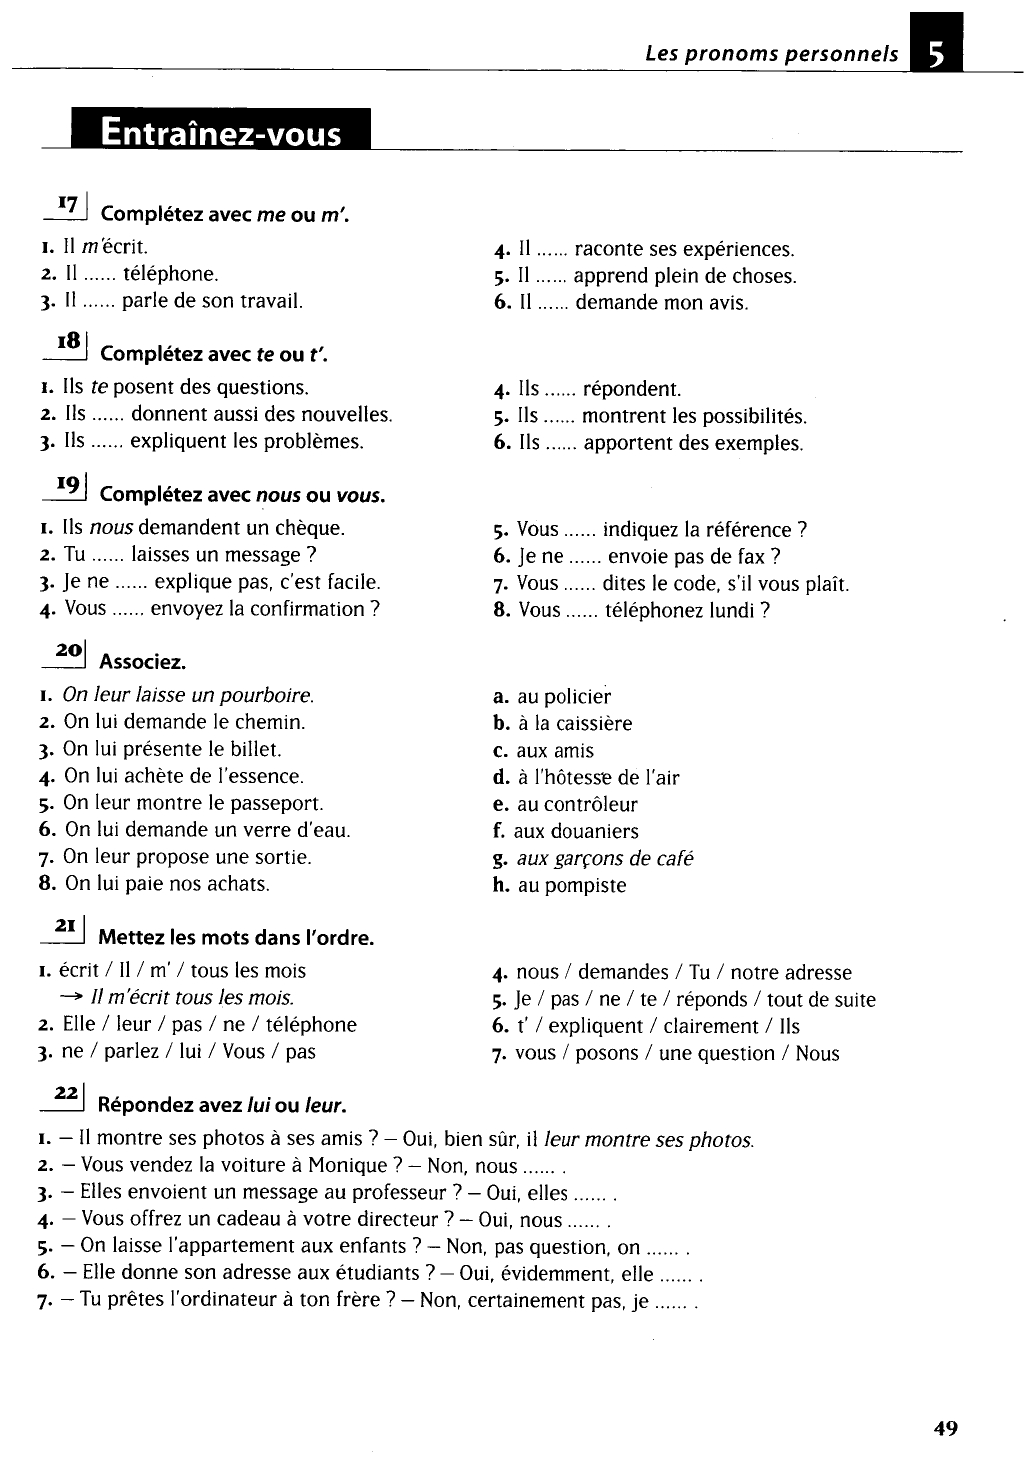 Les pronoms personnels 5
Entraînez-vous
17 Complétez avec me ou m'.
1. Il m'écrit.
2. Il ...... téléphone.
3. Il ...... parle de son travail.
4. Il ...... raconte ses expériences.
5. Il ...... apprend plein de choses.
6. Il ...... demande mon avis.
18 Complétez avec te ou t'.
1. Ils te posent des questions.
2. Ils ...... donnent aussi des nouvelles.
3. Ils ...... expliquent les problèmes.
4. Ils ...... répondent.
5. Ils ...... montrent les possibilités.
6. Ils ...... apportent des exemples.
19 Complétez avec nous ou vous.
1. Ils nous demandent un chèque.
2. Tu ...... laisses un message ?
3. Je ne ...... explique pas, c'est facile.
4. Vous ...... envoyez la confirmation ?
5. Vous ...... indiquez la référence ?
6. Je ne ...... envoie pas de fax ?
7. Vous ...... dites le code, s'il vous plaît.
8. Vous ...... téléphonez lundi ?
20 Associez.
1. On leur laisse un pourboire.
2. On lui demande le chemin.
3. On lui présente le billet.
4. On lui achète de l'essence.
5. On leur montre le passeport.
6. On lui demande un verre d'eau.
7. On leur propose une sortie.
8. On lui paie nos achats.
a. au policier
b. à la caissière
c. aux amis
d. à l'hôtesse de l'air
e. au contrôleur
f. aux douaniers
g. aux garçons de café
h. au pompiste
21 Mettez les mots dans l'ordre.
1. écrit / Il / m' / tous les mois
→ Il m'écrit tous les mois.
2. Elle / leur / pas / ne / téléphone
3. ne / parlez / lui / Vous / pas
4. nous / demandes / Tu / notre adresse
5. Je / pas / ne / te / réponds / tout de suite
6. t' / expliquent / clairement / Ils
7. vous / posons / une question / Nous
22 Répondez avez lui ou leur.
1. – Il montre ses photos à ses amis ? – Oui, bien sûr, il leur montre ses photos.
2. – Vous vendez la voiture à Monique ? – Non, nous ...... .
3. – Elles envoient un message au professeur ? – Oui, elles ...... .
4. – Vous offrez un cadeau à votre directeur ? – Oui, nous ...... .
5. – On laisse l'appartement aux enfants ? – Non, pas question, on ...... .
6. – Elle donne son adresse aux étudiants ? – Oui, évidemment, elle ...... .
7. – Tu prêtes l'ordinateur à ton frère ? – Non, certainement pas, je ...... .
49